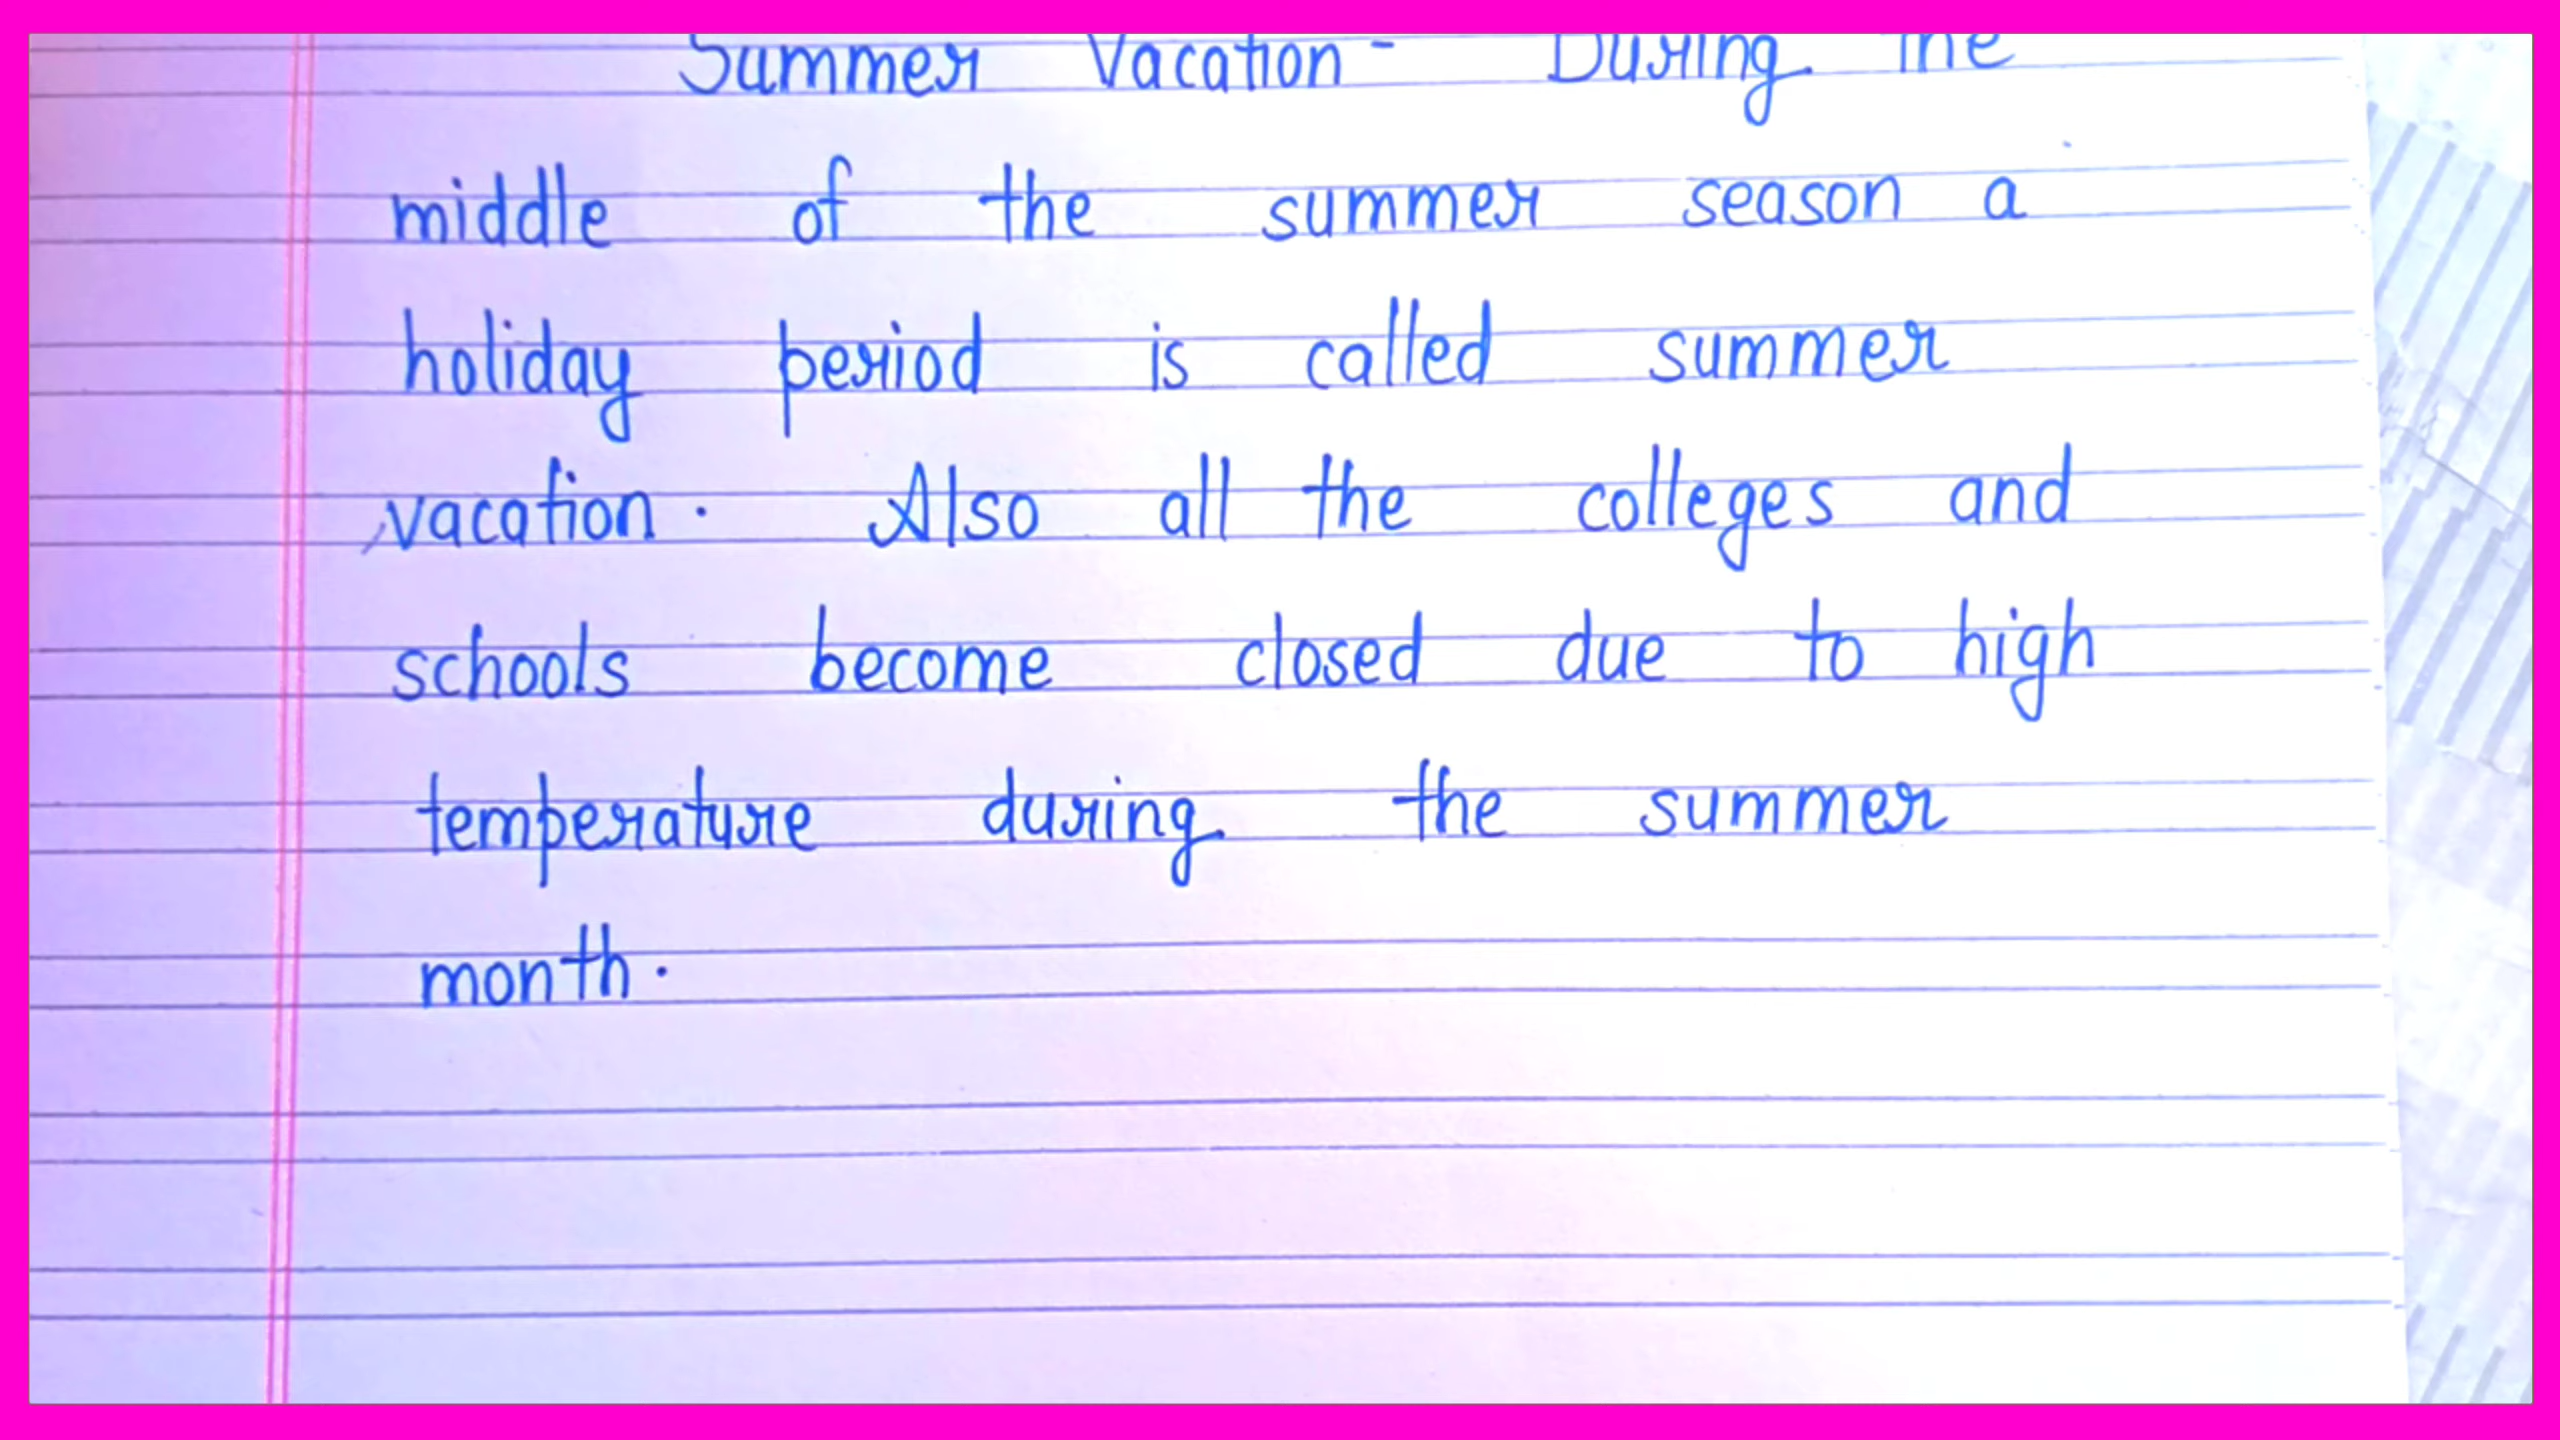 Summer Vacation - During the
middle of the summer season a
holiday period is called summer
vacation. Also all the colleges and
schools become closed due to high
temperature during the summer
month.